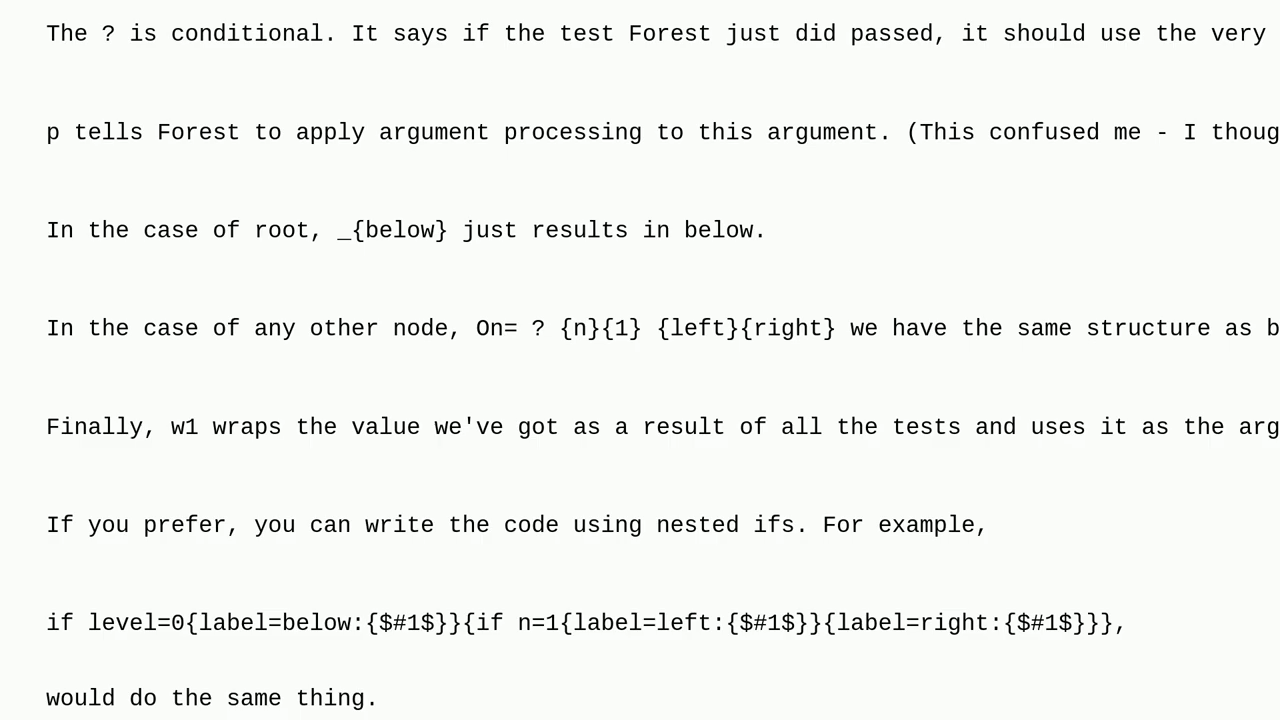 The ? is conditional. It says if the test Forest just did passed, it should use the very
p tells Forest to apply argument processing to this argument. (This confused me - I thoug
In the case of root, _{below} just results in below.
In the case of any other node, On= ? {n}{1} {left}{right} we have the same structure as b
Finally, w1 wraps the value we've got as a result of all the tests and uses it as the arg
If you prefer, you can write the code using nested ifs. For example,
if level=0{label=below:{$#1$}}{if n=1{label=left:{$#1$}}{label=right:{$#1$}}},
would do the same thing.